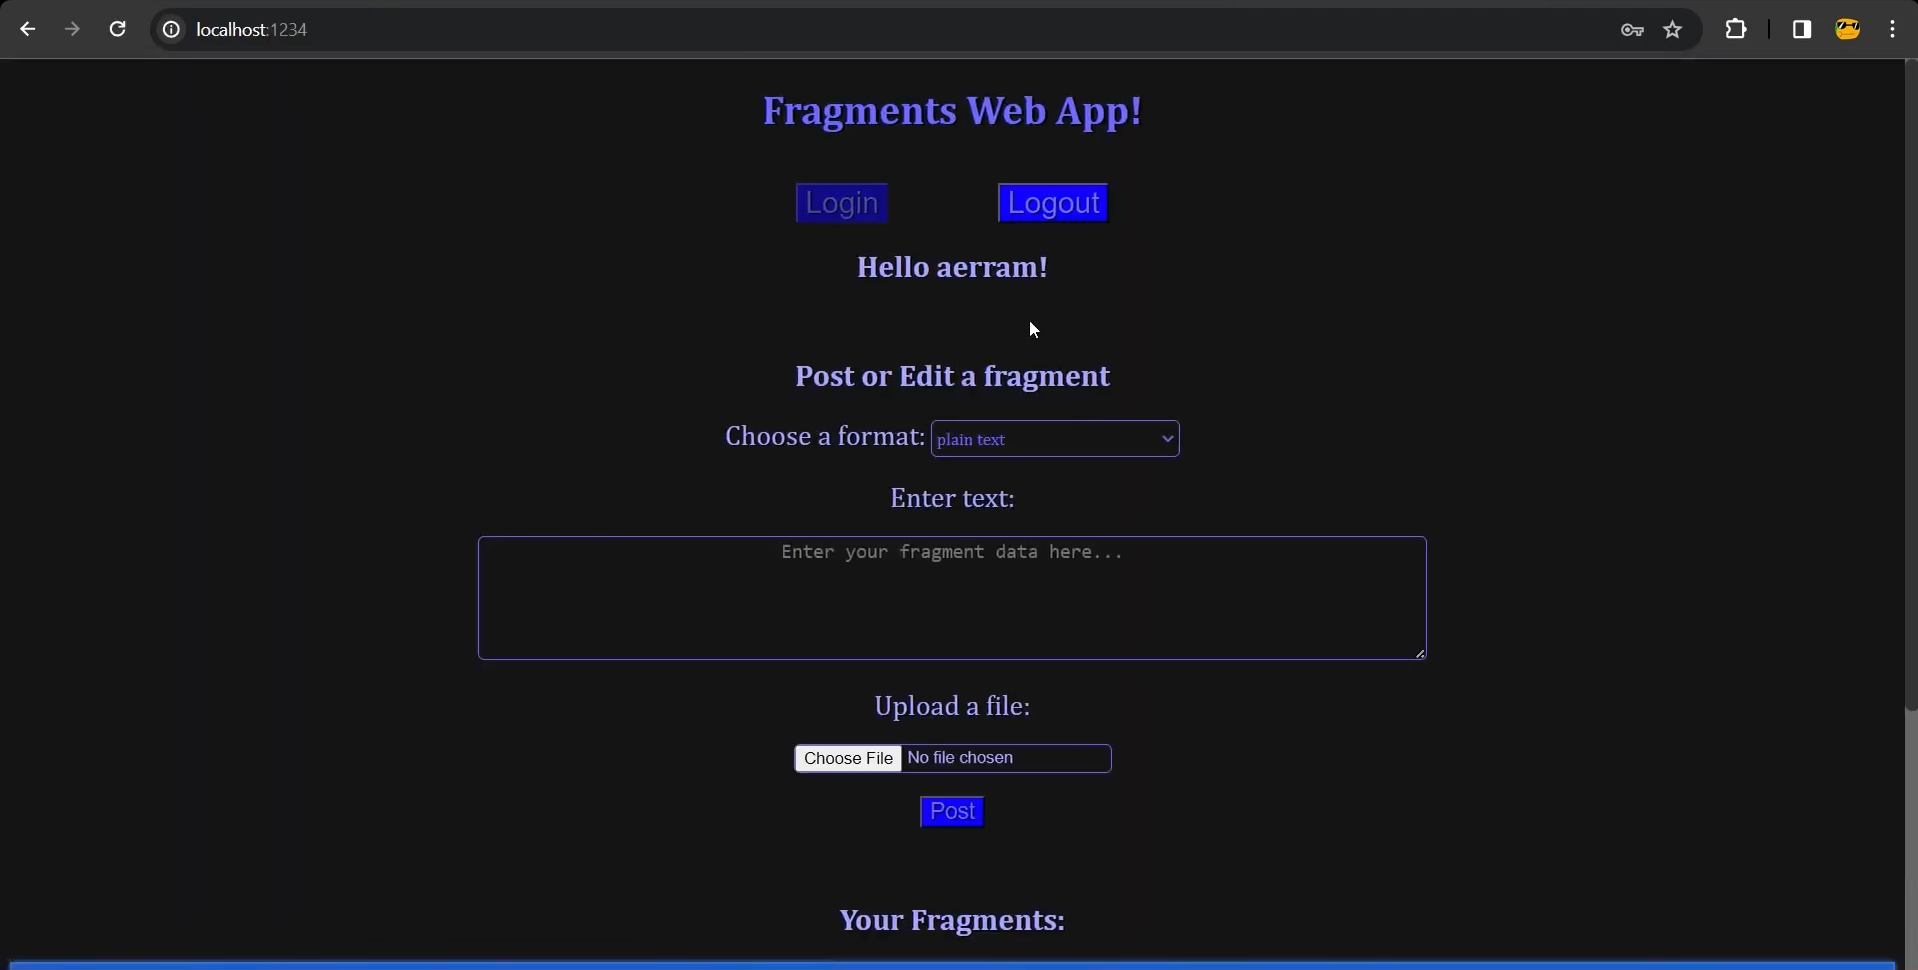 localhost:1234
Fragments Web App!
Login Logout
Hello aerram!
Post or Edit a fragment
Choose a format: plain text
Enter text:
Enter your fragment data here...
Upload a file:
Choose File No file chosen
Post
Your Fragments: